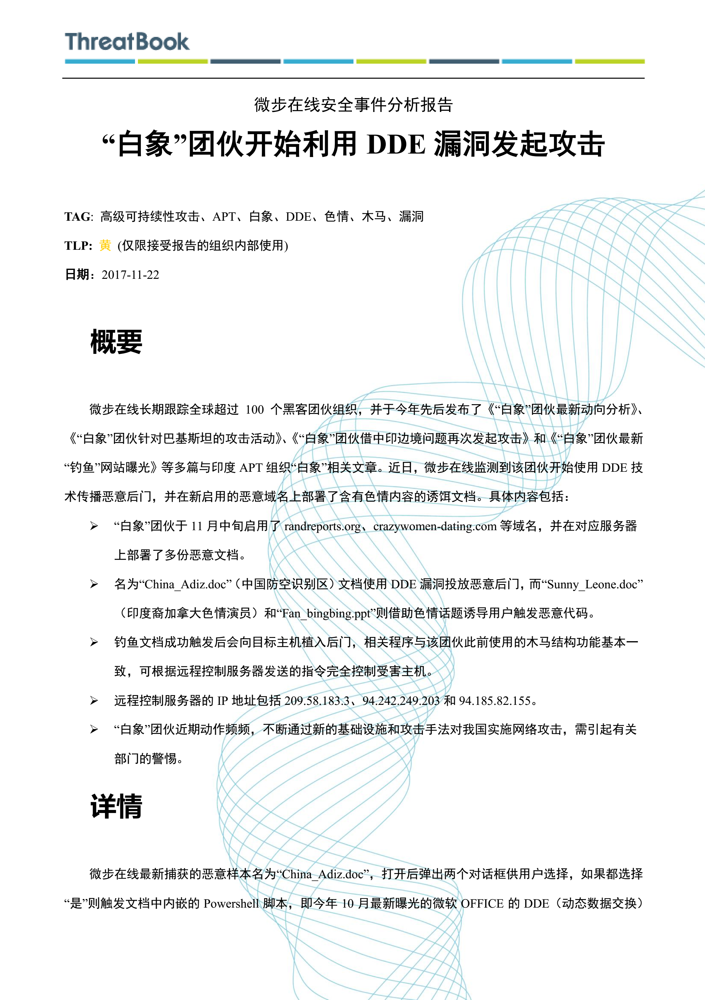 ThreatBook
微步在线安全事件分析报告
“白象”团伙开始利用 DDE 漏洞发起攻击
TAG: 高级可持续性攻击、APT、白象、DDE、色情、木马、漏洞
TLP: 黄 (仅限接受报告的组织内部使用)
日期：2017-11-22
概要
微步在线长期跟踪全球超过 100 个黑客团伙组织，并于今年先后发布了《“白象”团伙最新动向分析》、
《“白象”团伙针对巴基斯坦的攻击活动》、《“白象”团伙借中印边境问题再次发起攻击》和《“白象”团伙最新
“钓鱼”网站曝光》等多篇与印度 APT 组织“白象”相关文章。近日，微步在线监测到该团伙开始使用 DDE 技
术传播恶意后门，并在新启用的恶意域名上部署了含有色情内容的诱饵文档。具体内容包括：
➢ “白象”团伙于 11 月中旬启用了 randreports.org、crazywomen-dating.com 等域名，并在对应服务器
上部署了多份恶意文档。
➢ 名为“China_Adiz.doc”（中国防空识别区）文档使用 DDE 漏洞投放恶意后门，而“Sunny_Leone.doc”
（印度裔加拿大色情演员）和“Fan_bingbing.ppt”则借助色情话题诱导用户触发恶意代码。
➢ 钓鱼文档成功触发后会向目标主机植入后门，相关程序与该团伙此前使用的木马结构功能基本一
致，可根据远程控制服务器发送的指令完全控制受害主机。
➢ 远程控制服务器的 IP 地址包括 209.58.183.3、94.242.249.203 和 94.185.82.155。
➢ “白象”团伙近期动作频频，不断通过新的基础设施和攻击手法对我国实施网络攻击，需引起有关
部门的警惕。
详情
微步在线最新捕获的恶意样本名为“China_Adiz.doc”，打开后弹出两个对话框供用户选择，如果都选择
“是”则触发文档中内嵌的 Powershell 脚本，即今年 10 月最新曝光的微软 OFFICE 的 DDE（动态数据交换）